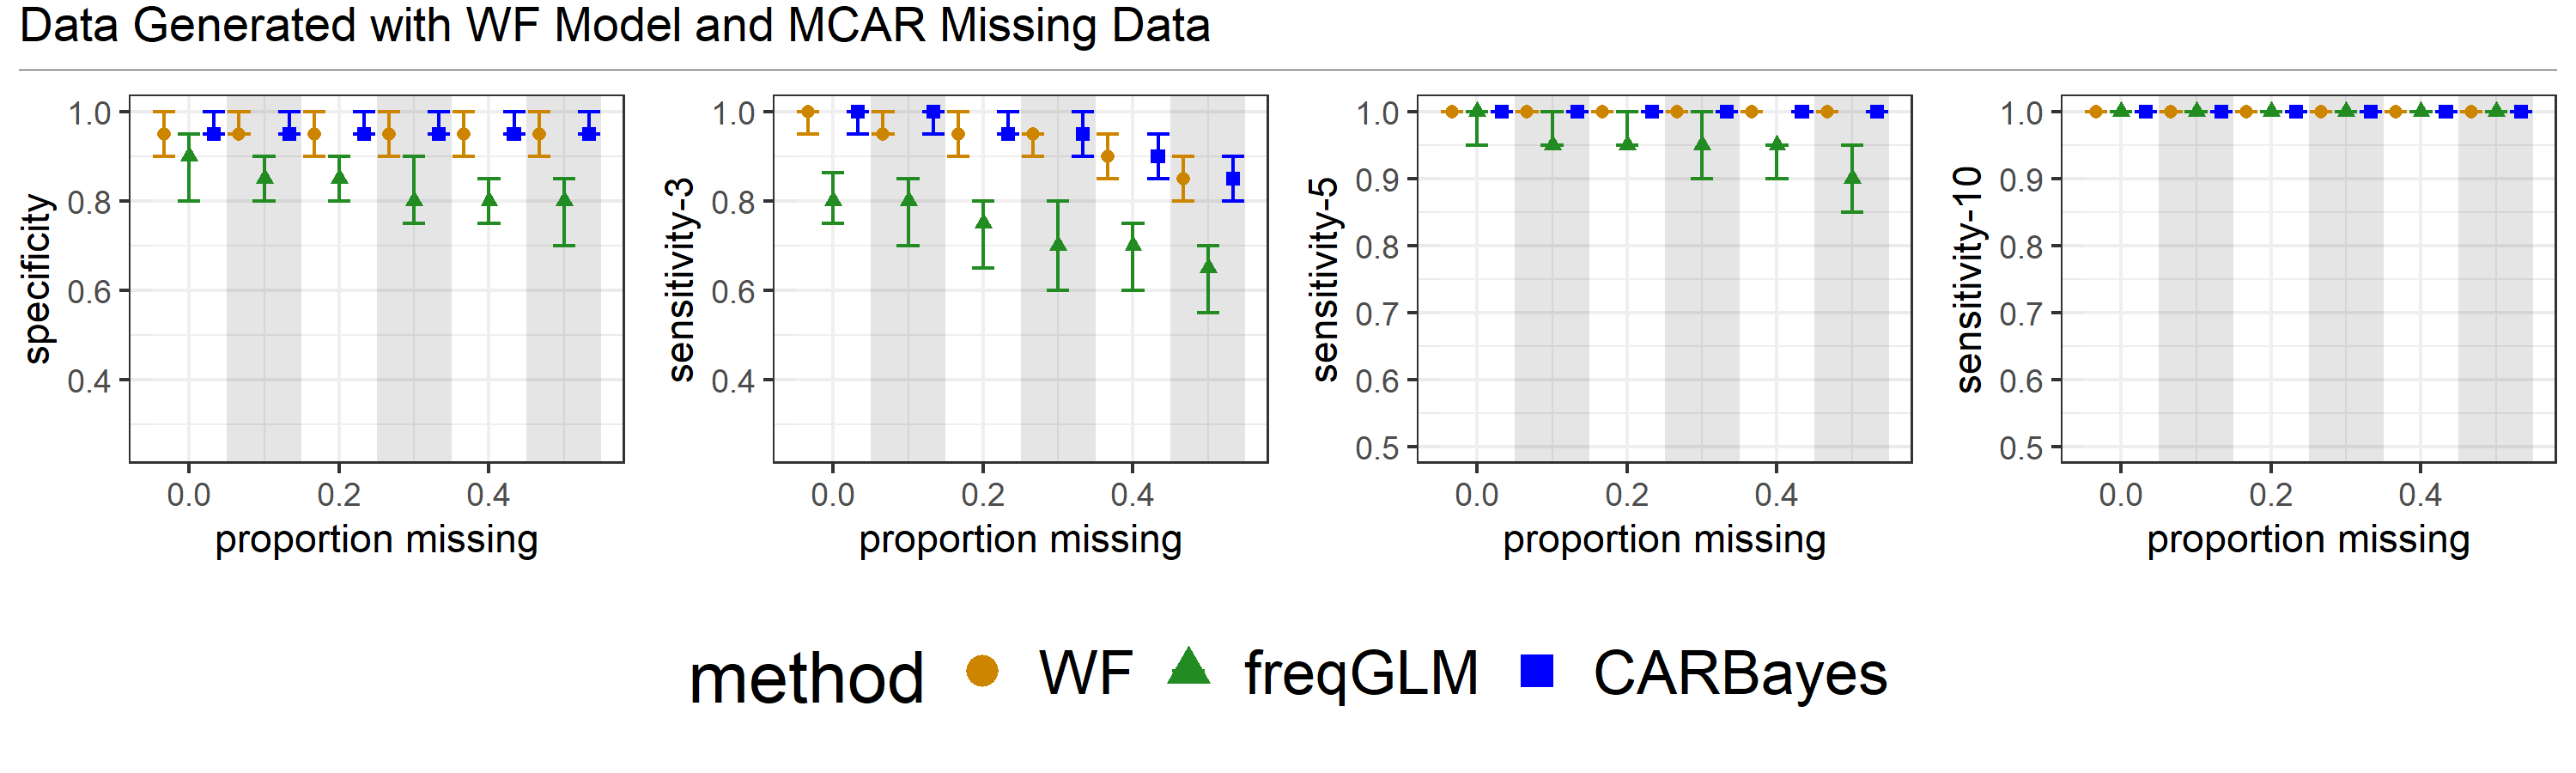 Data Generated with WF Model and MCAR Missing Data
specificity
1.0
0.8
0.6
0.4
0.0 0.2 0.4
proportion missing
sensitivity-3
1.0
0.8
0.6
0.4
0.0 0.2 0.4
proportion missing
sensitivity-5
1.0
0.9
0.8
0.7
0.6
0.5
0.0 0.2 0.4
proportion missing
sensitivity-10
1.0
0.9
0.8
0.7
0.6
0.5
0.0 0.2 0.4
proportion missing
method WF freqGLM CARBayes